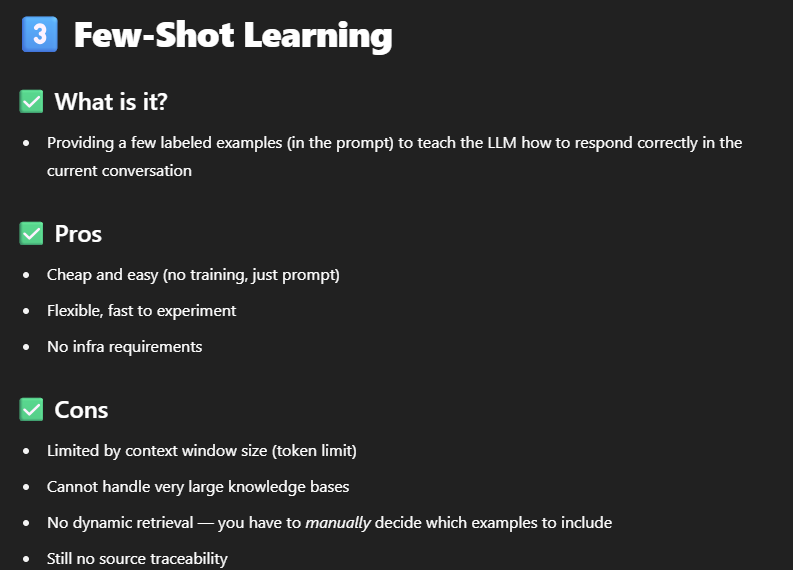 3 Few-Shot Learning
What is it?
Providing a few labeled examples (in the prompt) to teach the LLM how to respond correctly in the
current conversation
Pros
Cheap and easy (no training, just prompt)
Flexible, fast to experiment
No infra requirements
Cons
Limited by context window size (token limit)
Cannot handle very large knowledge bases
No dynamic retrieval — you have to manually decide which examples to include
Still no source traceability